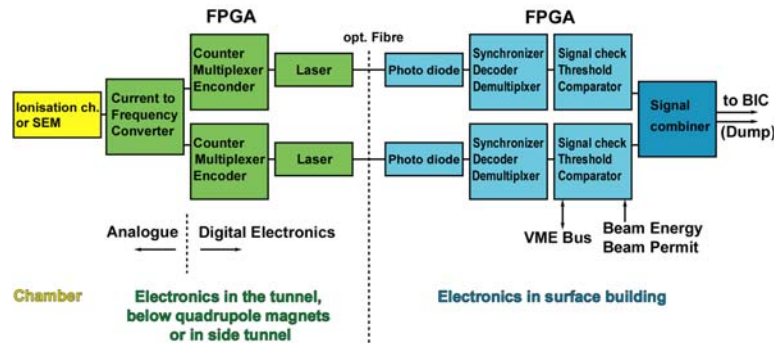 FPGA
FPGA
opt. Fibre
Counter
Multiplexer
Enconder
Laser
Photo diode
Synchronizer
Decoder
Demultiplxer
Signal check
Threshold
Comparator
Ionisation ch.
or SEM
Current to
Frequency
Converter
Signal
combiner
to BIC
(Dump)
Counter
Multiplexer
Encoder
Laser
Photo diode
Synchronizer
Decoder
Demultiplxer
Signal check
Threshold
Comparator
Analogue
Digital Electronics
VME Bus
Beam Energy
Beam Permit
Chamber
Electronics in the tunnel,
below quadrupole magnets
or in side tunnel
Electronics in surface building